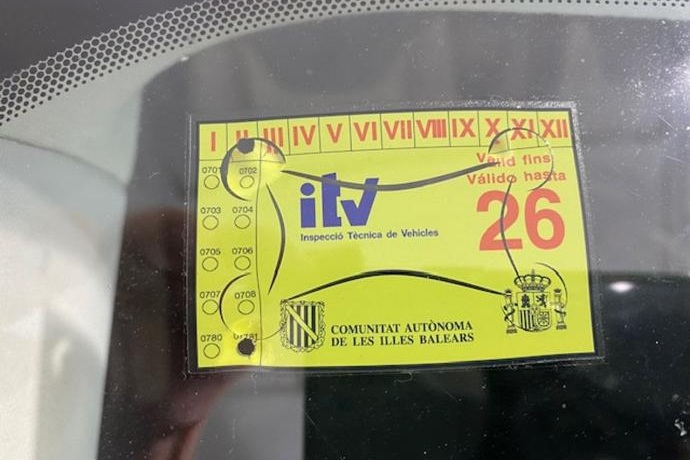 I II III IV V VI VII VIII IX X XI XII
Vàlid fins
Válido hasta
26
0701 0702
0703 0704
0705 0706
0707 0708
0780 0781
itv
Inspecció Tècnica de Vehicles
COMUNITAT AUTÒNOMA
DE LES ILLES BALEARS